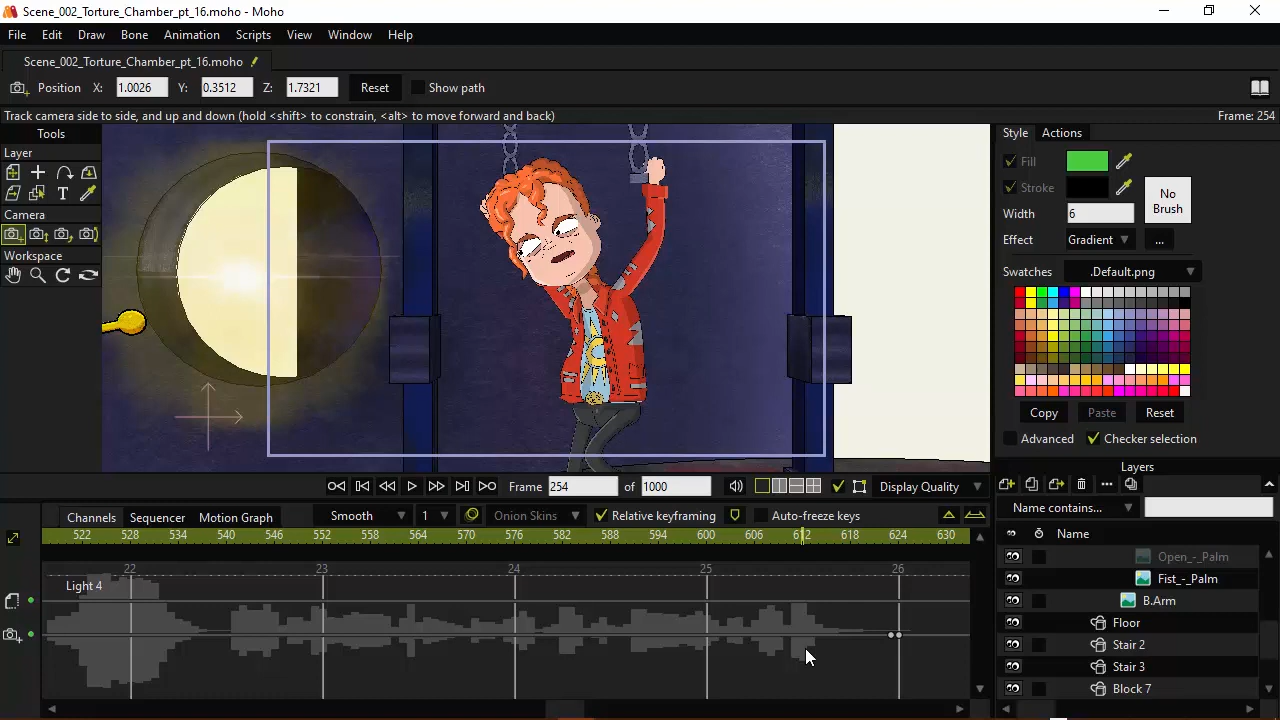 Scene_002_Torture_Chamber_pt_16.moho - Moho
File Edit Draw Bone Animation Scripts View Window Help
Scene_002_Torture_Chamber_pt_16.moho
Position X: 1.0026 Y: 0.3512 Z: 1.7321 Reset Show path
Track camera side to side, and up and down (hold <shift> to constrain, <alt> to move forward and back) Frame: 254
Tools
Layer
Camera
Workspace
Style Actions
Fill
Stroke
No Brush
Width 6
Effect Gradient ...
Swatches .Default.png
Copy Paste Reset
Advanced Checker selection
Frame 254 of 1000 Display Quality
Channels Sequencer Motion Graph Smooth 1 Onion Skins Relative keyframing Auto-freeze keys
522 528 534 540 546 552 558 564 570 576 582 588 594 600 606 612 618 624 630
22 23 24 25 26
Light 4
Layers
Name contains...
Name
Open_-_Palm
Fist_-_Palm
B.Arm
Floor
Stair 2
Stair 3
Block 7